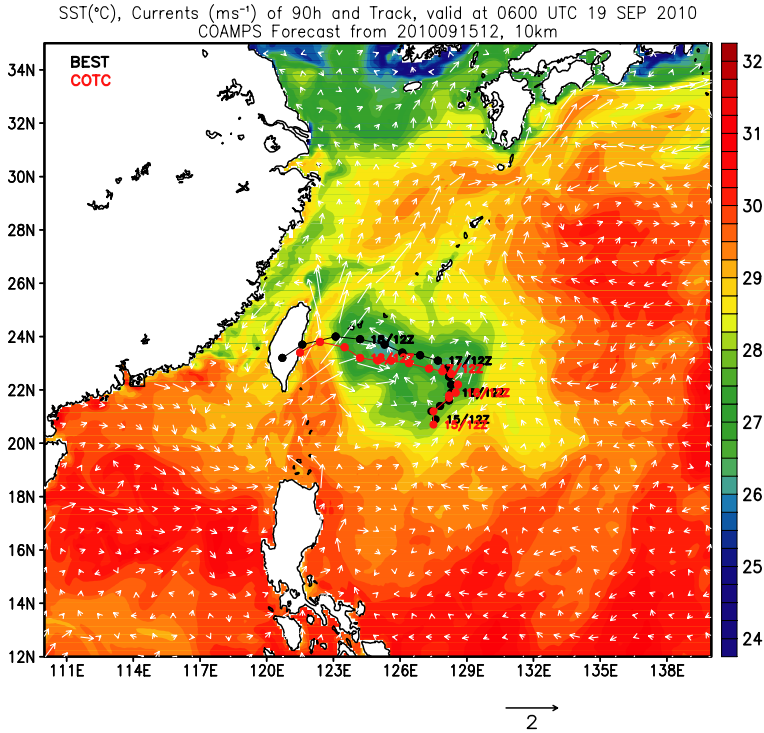 SST(°C), Currents (ms⁻¹) of 90h and Track, valid at 0600 UTC 19 SEP 2010
COAMPS Forecast from 2010091512, 10km
BEST
COTC
34N
32N
30N
28N
26N
24N
22N
20N
18N
16N
14N
12N
111E
114E
117E
120E
123E
126E
129E
132E
135E
138E
18/12Z
17/12Z
15/12Z
15/12Z
32
31
30
29
28
27
26
25
24
2